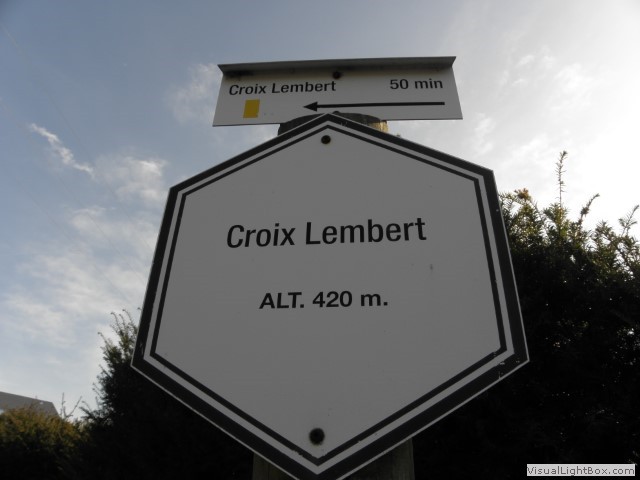 Croix Lembert 50 min
Croix Lembert
ALT. 420 m.
VisualLightBox.com